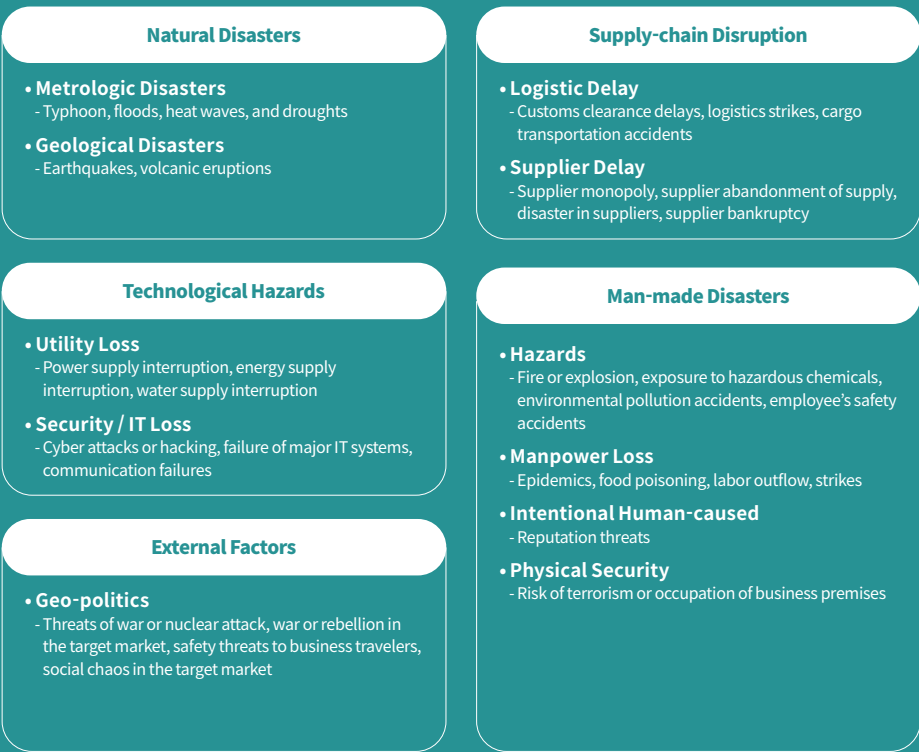 Natural Disasters
• Metrologic Disasters
- Typhoon, floods, heat waves, and droughts
• Geological Disasters
- Earthquakes, volcanic eruptions
Supply-chain Disruption
• Logistic Delay
- Customs clearance delays, logistics strikes, cargo
transportation accidents
• Supplier Delay
- Supplier monopoly, supplier abandonment of supply,
disaster in suppliers, supplier bankruptcy
Technological Hazards
• Utility Loss
- Power supply interruption, energy supply
interruption, water supply interruption
• Security / IT Loss
- Cyber attacks or hacking, failure of major IT systems,
communication failures
Man-made Disasters
• Hazards
- Fire or explosion, exposure to hazardous chemicals,
environmental pollution accidents, employee’s safety
accidents
• Manpower Loss
- Epidemics, food poisoning, labor outflow, strikes
• Intentional Human-caused
- Reputation threats
• Physical Security
- Risk of terrorism or occupation of business premises
External Factors
• Geo-politics
- Threats of war or nuclear attack, war or rebellion in
the target market, safety threats to business travelers,
social chaos in the target market